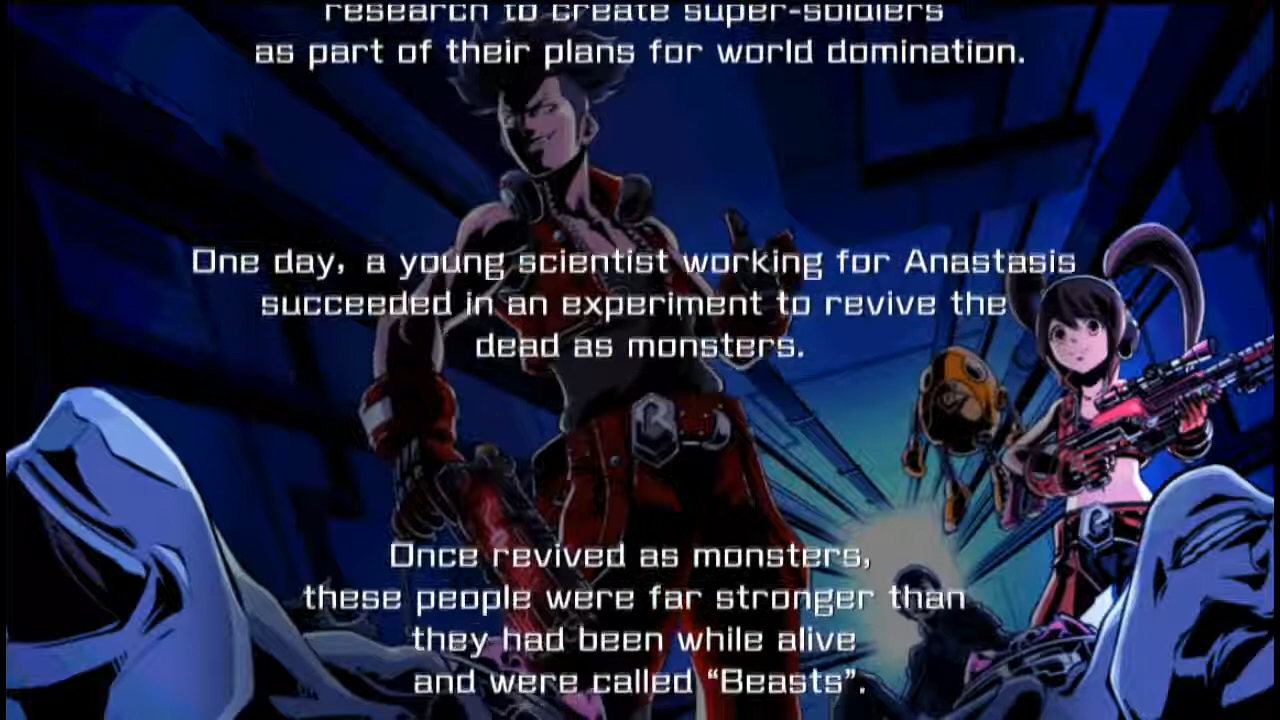 research to create super-soldiers
as part of their plans for world domination.
One day, a young scientist working for Anastasis
succeeded in an experiment to revive the
dead as monsters.
Once revived as monsters,
these people were far stronger than
they had been while alive
and were called “Beasts”.